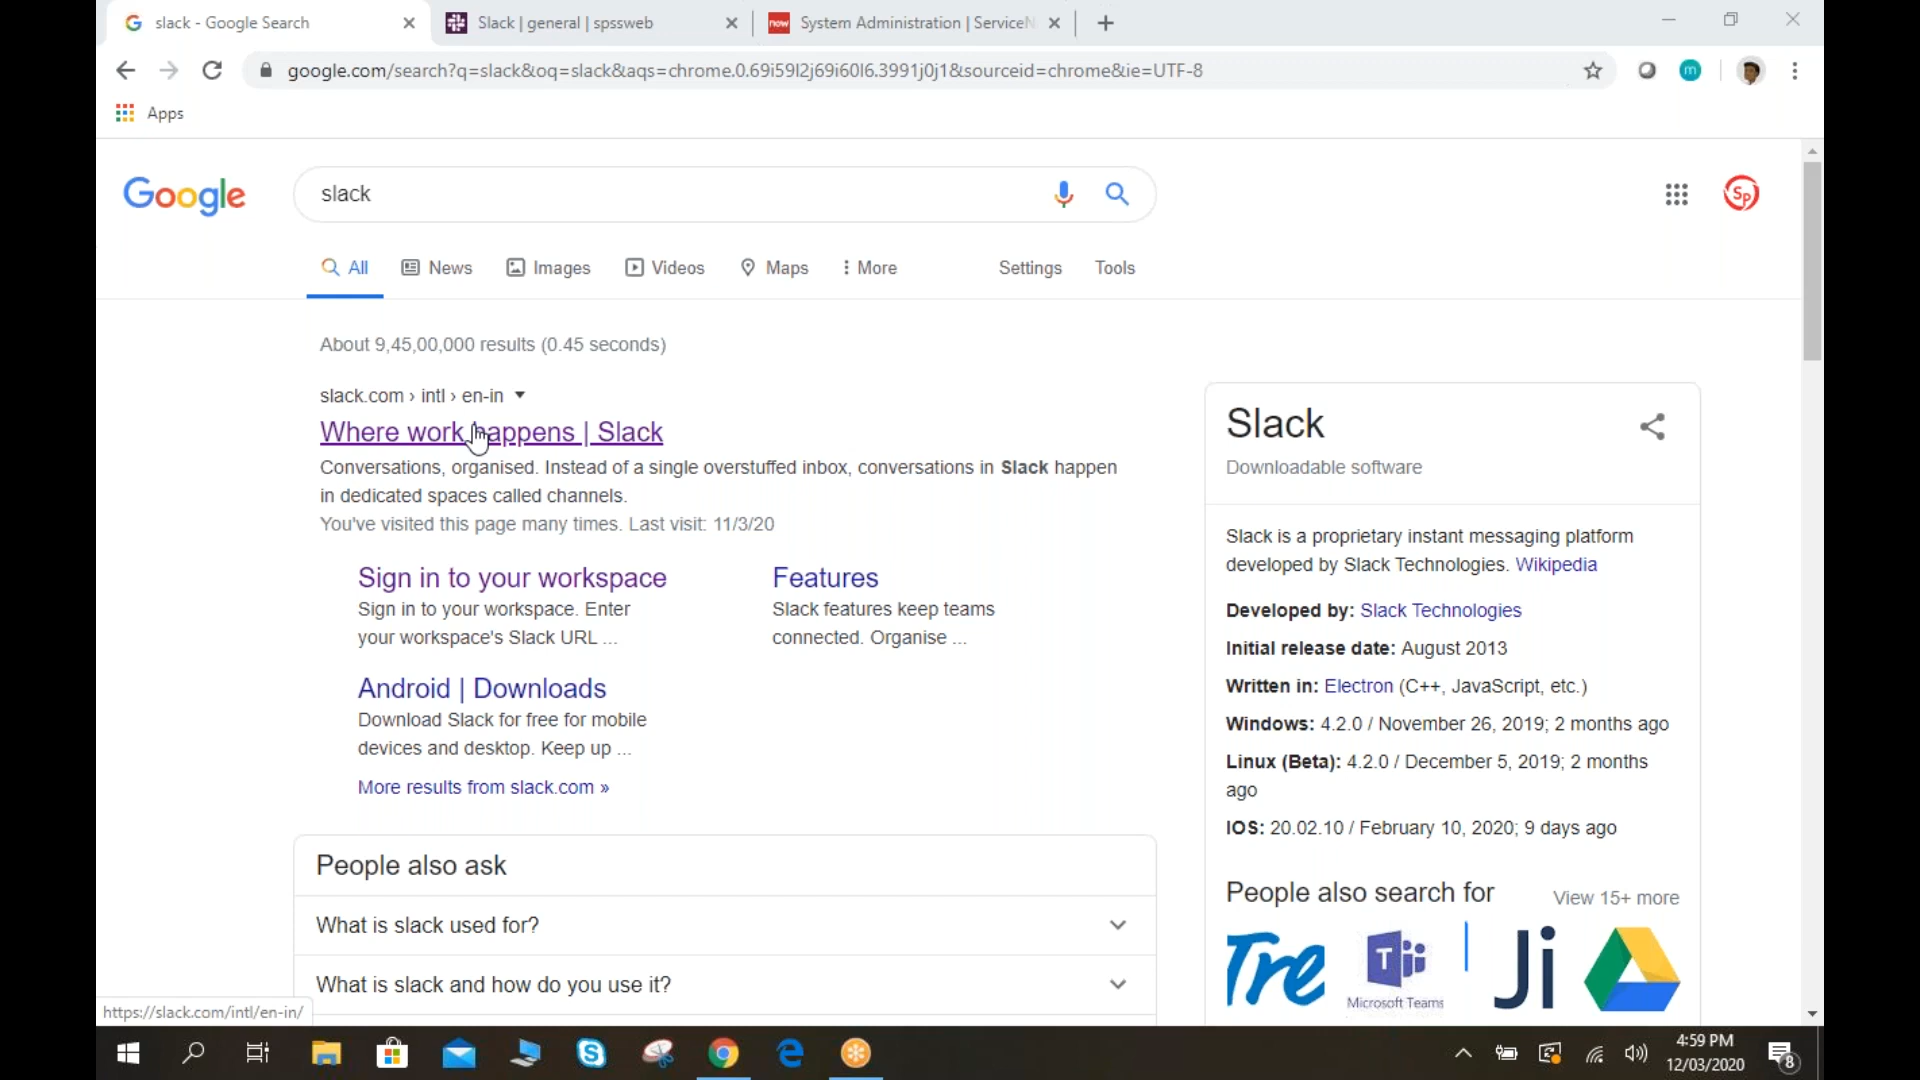 slack - Google Search
Slack | general | spssweb
System Administration | ServiceN
google.com/search?q=slack&oq=slack&aqs=chrome.0.69i59l2j69i60l6.3991j0j1&sourceid=chrome&ie=UTF-8
m
Apps
Google
slack
Sp
All
News
Images
Videos
Maps
More
Settings
Tools
About 9,45,00,000 results (0.45 seconds)
slack.com › intl › en-in
Where work happens | Slack
Conversations, organised. Instead of a single overstuffed inbox, conversations in Slack happen
in dedicated spaces called channels.
You've visited this page many times. Last visit: 11/3/20
Sign in to your workspace
Sign in to your workspace. Enter
your workspace's Slack URL ...
Features
Slack features keep teams
connected. Organise ...
Android | Downloads
Download Slack for free for mobile
devices and desktop. Keep up ...
More results from slack.com »
People also ask
What is slack used for?
What is slack and how do you use it?
Slack
Downloadable software
Slack is a proprietary instant messaging platform
developed by Slack Technologies. Wikipedia
Developed by: Slack Technologies
Initial release date: August 2013
Written in: Electron (C++, JavaScript, etc.)
Windows: 4.2.0 / November 26, 2019; 2 months ago
Linux (Beta): 4.2.0 / December 5, 2019; 2 months
ago
IOS: 20.02.10 / February 10, 2020; 9 days ago
People also search for
View 15+ more
Tre
T
Microsoft Teams
Ji
https://slack.com/intl/en-in/
4:59 PM
12/03/2020
8